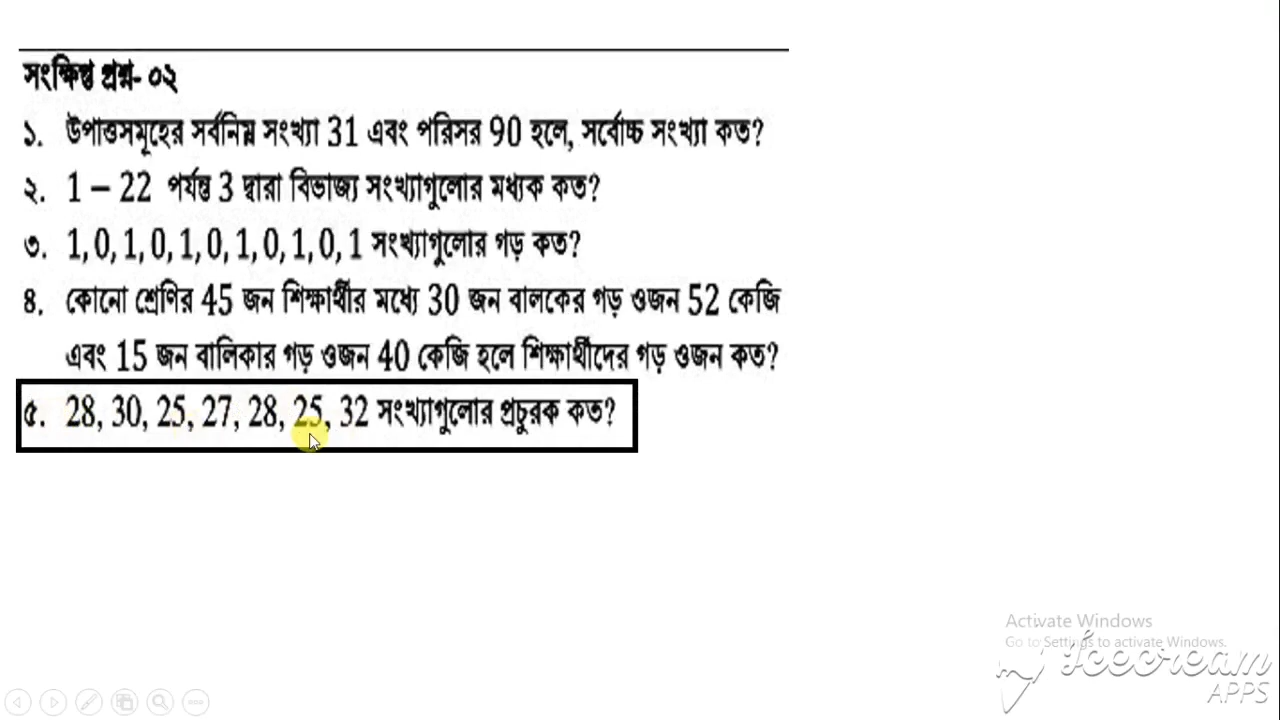 সংক্ষিপ্ত প্রশ্ন- ০২
১. উপাত্তসমূহের সর্বনিম্ন সংখ্যা 31 এবং পরিসর 90 হলে, সর্বোচ্চ সংখ্যা কত?
২. 1 – 22 পর্যন্ত 3 দ্বারা বিভাজ্য সংখ্যাগুলোর মধ্যক কত?
৩. 1, 0, 1, 0, 1, 0, 1, 0, 1, 0, 1 সংখ্যাগুলোর গড় কত?
৪. কোনো শ্রেণির 45 জন শিক্ষার্থীর মধ্যে 30 জন বালকের গড় ওজন 52 কেজি
এবং 15 জন বালিকার গড় ওজন 40 কেজি হলে শিক্ষার্থীদের গড় ওজন কত?
৫. 28, 30, 25, 27, 28, 25, 32 সংখ্যাগুলোর প্রচুরক কত?
Activate Windows
Go to Settings to activate Windows.
Icecream
APPS